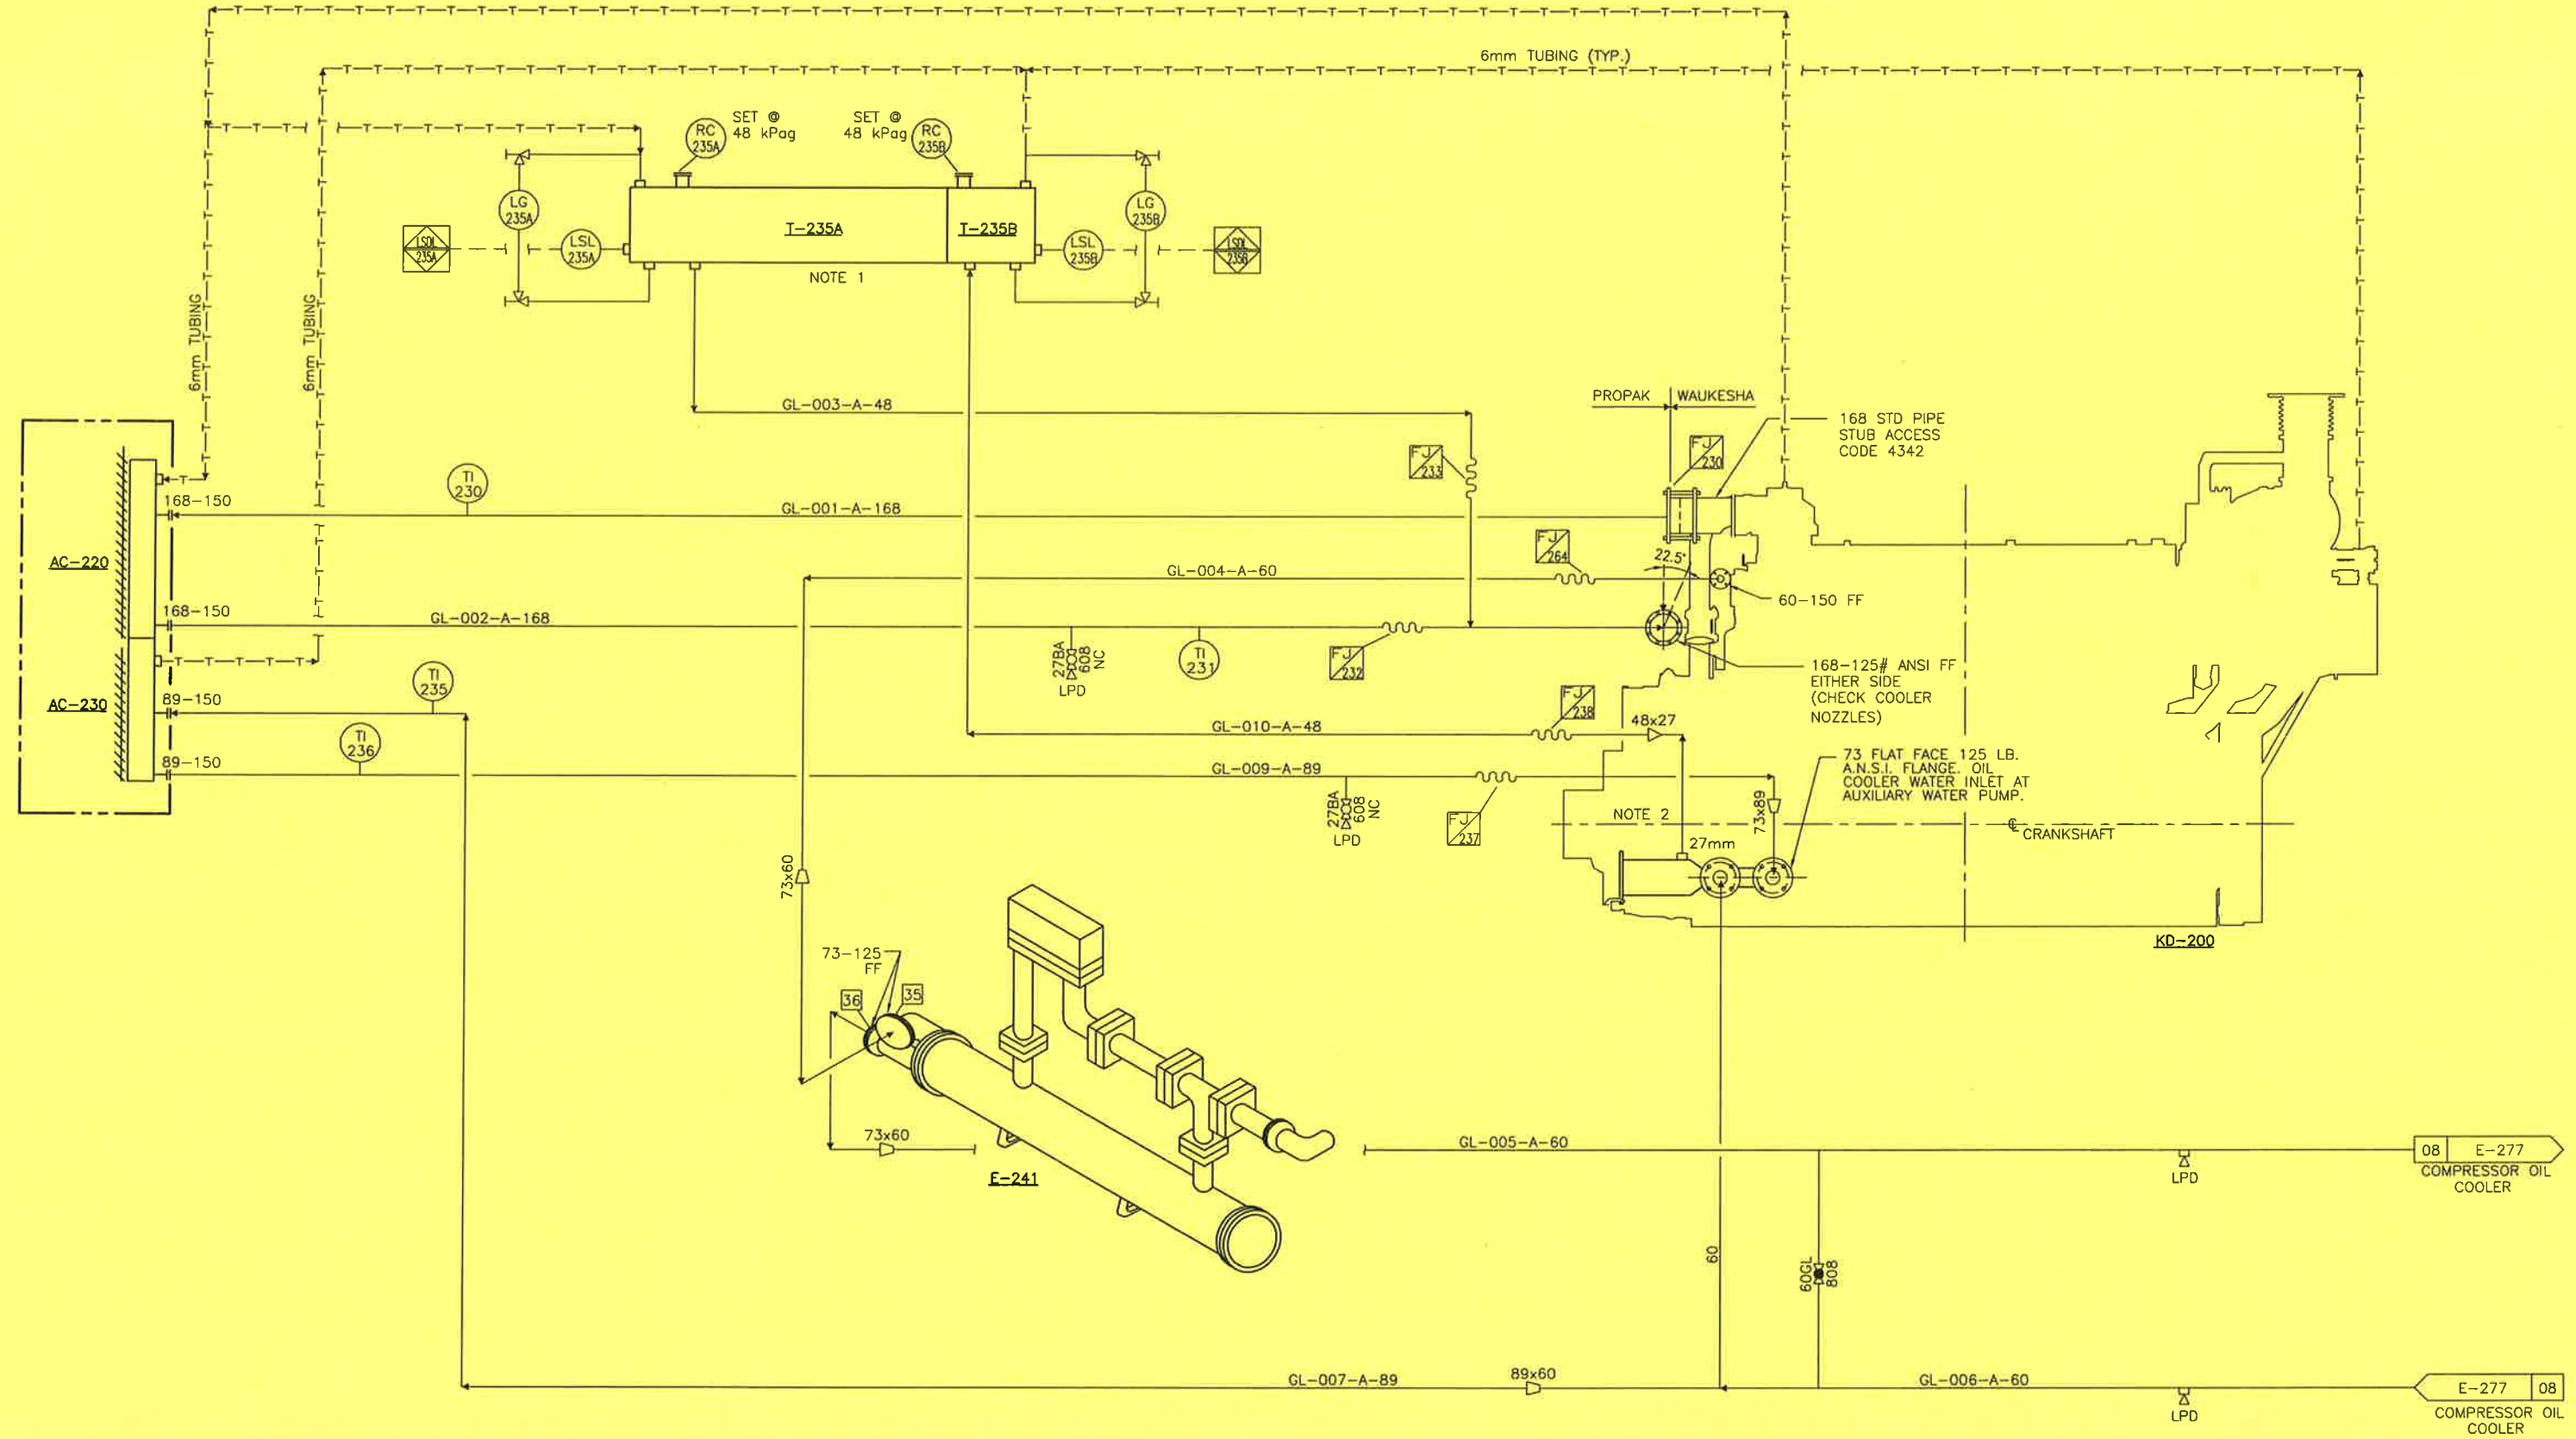 6mm TUBING (TYP.)
SET @
48 kPag
SET @
48 kPag
RC
235A
RC
235B
LG
235A
LG
235B
LSDL
235A
LSL
235A
T-235A
T-235B
LSL
235B
LSDL
235B
NOTE 1
6mm TUBING
6mm TUBING
GL-003-A-48
PROPAK
WAUKESHA
168 STD PIPE
STUB ACCESS
CODE 4342
FJ
233
FJ
230
TI
230
168-150
GL-001-A-168
AC-220
FJ
264
22.5°
GL-004-A-60
60-150 FF
168-150
GL-002-A-168
27BA
608
NC
LPD
TI
231
FJ
232
168-125# ANSI FF
EITHER SIDE
(CHECK COOLER
NOZZLES)
TI
235
AC-230
89-150
FJ
238
GL-010-A-48
48x27
TI
236
89-150
GL-009-A-89
73 FLAT FACE 125 LB.
A.N.S.I. FLANGE. OIL
COOLER WATER INLET AT
AUXILIARY WATER PUMP.
27BA
608
NC
LPD
FJ
237
73x89
NOTE 2
℄ CRANKSHAFT
27mm
73x60
KD-200
73-125
FF
36
35
73x60
E-241
GL-005-A-60
LPD
08
E-277
COMPRESSOR OIL
COOLER
60
60GL
808
GL-007-A-89
89x60
GL-006-A-60
LPD
E-277
08
COMPRESSOR OIL
COOLER